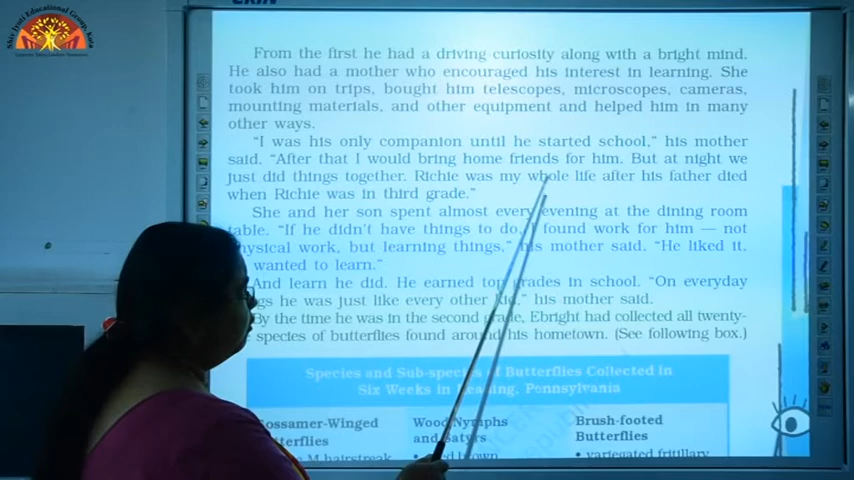 Shiv Jyoti Educational Group, Kota
From the first he had a driving curiosity along with a bright mind.
He also had a mother who encouraged his interest in learning. She
took him on trips, bought him telescopes, microscopes, cameras,
mounting materials, and other equipment and helped him in many
other ways.
"I was his only companion until he started school," his mother
said. "After that I would bring home friends for him. But at night we
just did things together. Richie was my whole life after his father died
when Richie was in third grade."
She and her son spent almost every evening at the dining room
table. "If he didn't have things to do, I found work for him — not
physical work, but learning things," his mother said. "He liked it.
wanted to learn."
And learn he did. He earned top grades in school. "On everyday
he was just like every other kid," his mother said.
By the time he was in the second grade, Ebright had collected all twenty-
species of butterflies found around his hometown. (See following box.)
Species and Sub-species of Butterflies Collected in
Six Weeks in Reading, Pennsylvania
Gossamer-Winged
Butterflies
Wood Nymphs
and Satyrs
Brush-footed
Butterflies
M hairstreak
• variegated fritillary